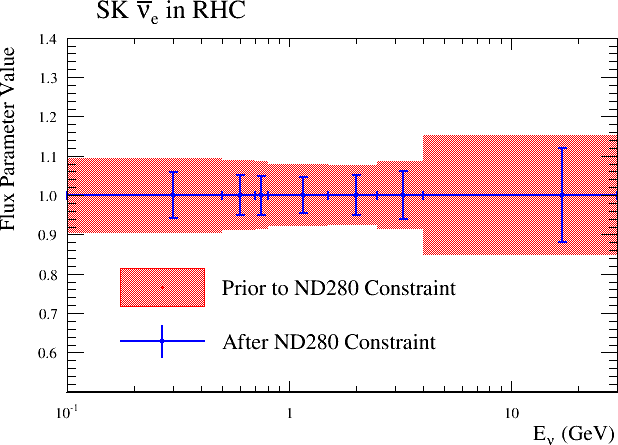 SK ν̅e in RHC
Flux Parameter Value
1.4
1.3
1.2
1.1
1.0
0.9
0.8
0.7
0.6
Prior to ND280 Constraint
After ND280 Constraint
10⁻¹ 1 10
Eν (GeV)